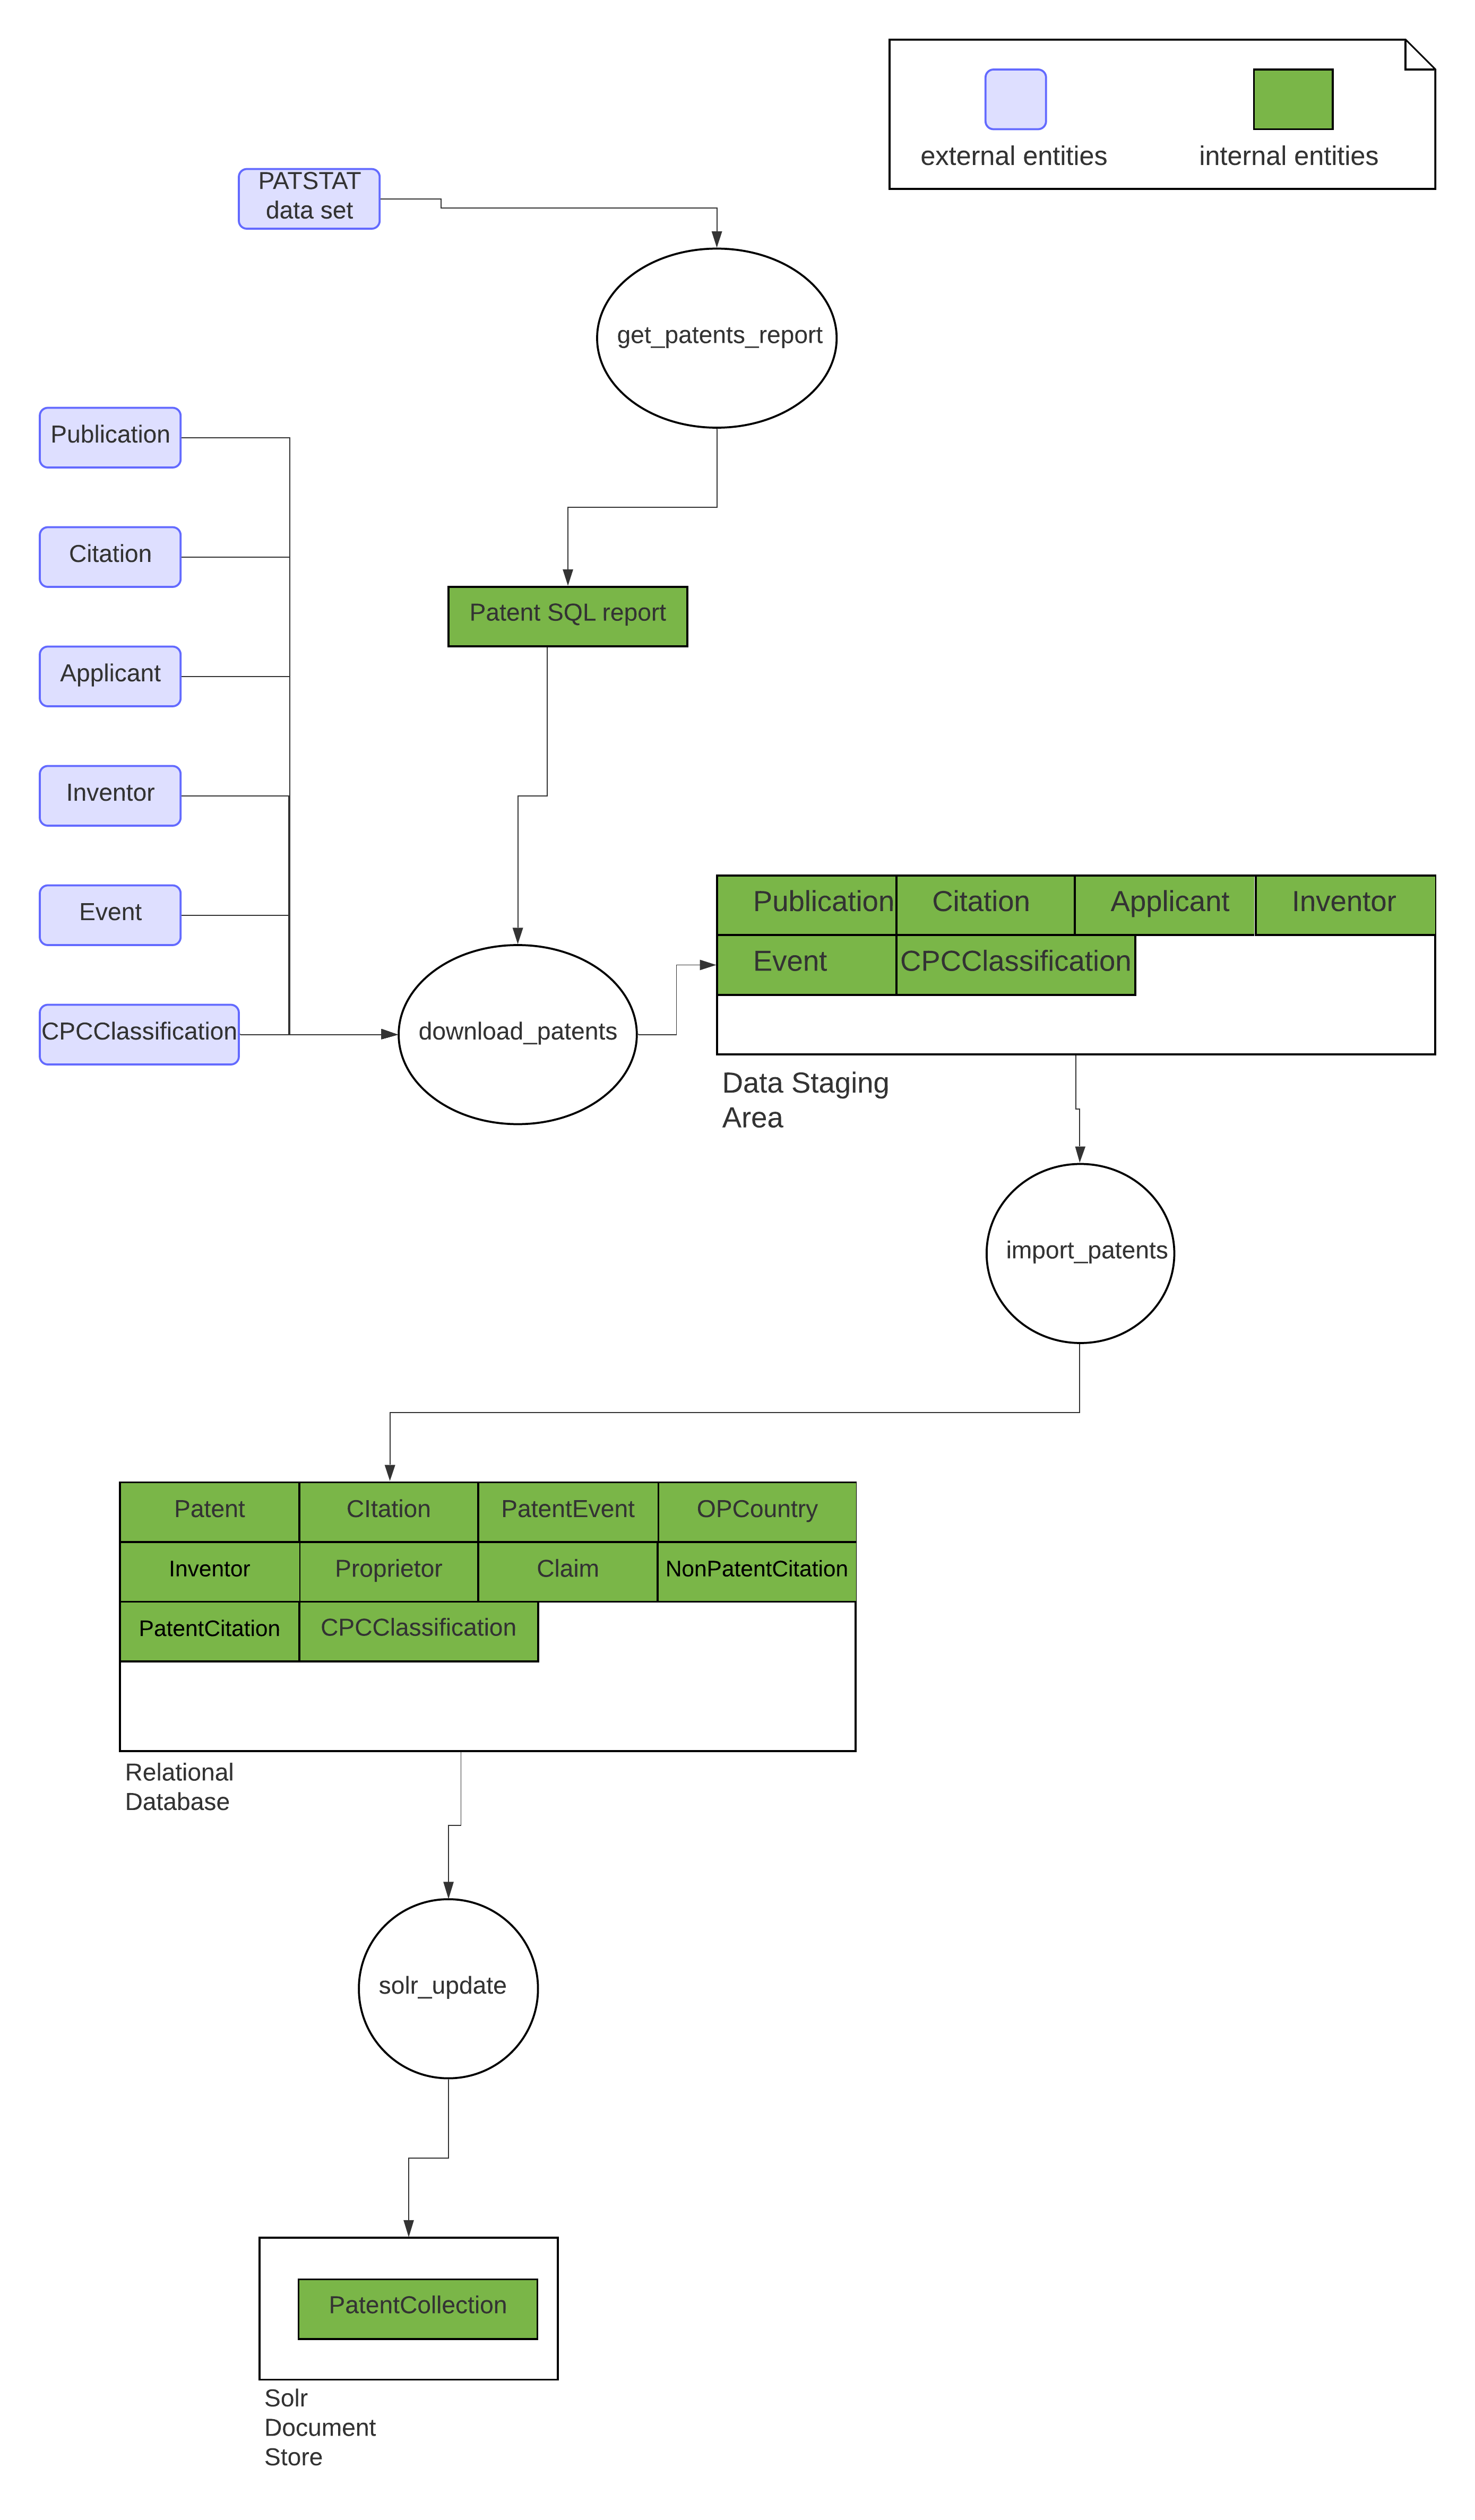 external entities
internal entities
PATSTAT
data set
get_patents_report
Publication
Citation
Applicant
Inventor
Event
CPCClassification
Patent SQL report
download_patents
Publication
Citation
Applicant
Inventor
Event
CPCClassification
Data Staging
Area
import_patents
Patent
CItation
PatentEvent
OPCountry
Inventor
Proprietor
Claim
NonPatentCitation
PatentCitation
CPCClassification
Relational
Database
solr_update
PatentCollection
Solr
Document
Store